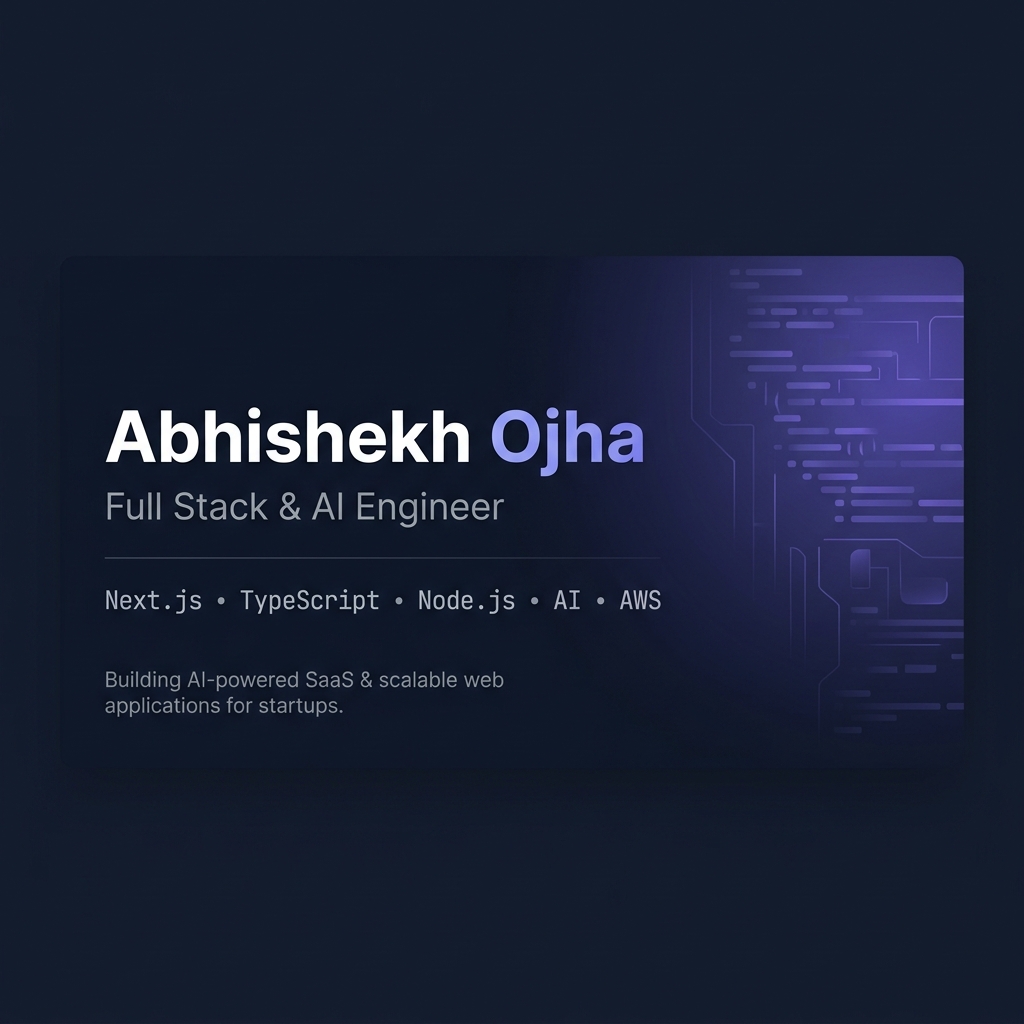 Abhishekh Ojha
Full Stack & AI Engineer
Next.js • TypeScript • Node.js • AI • AWS
Building AI-powered SaaS & scalable web
applications for startups.